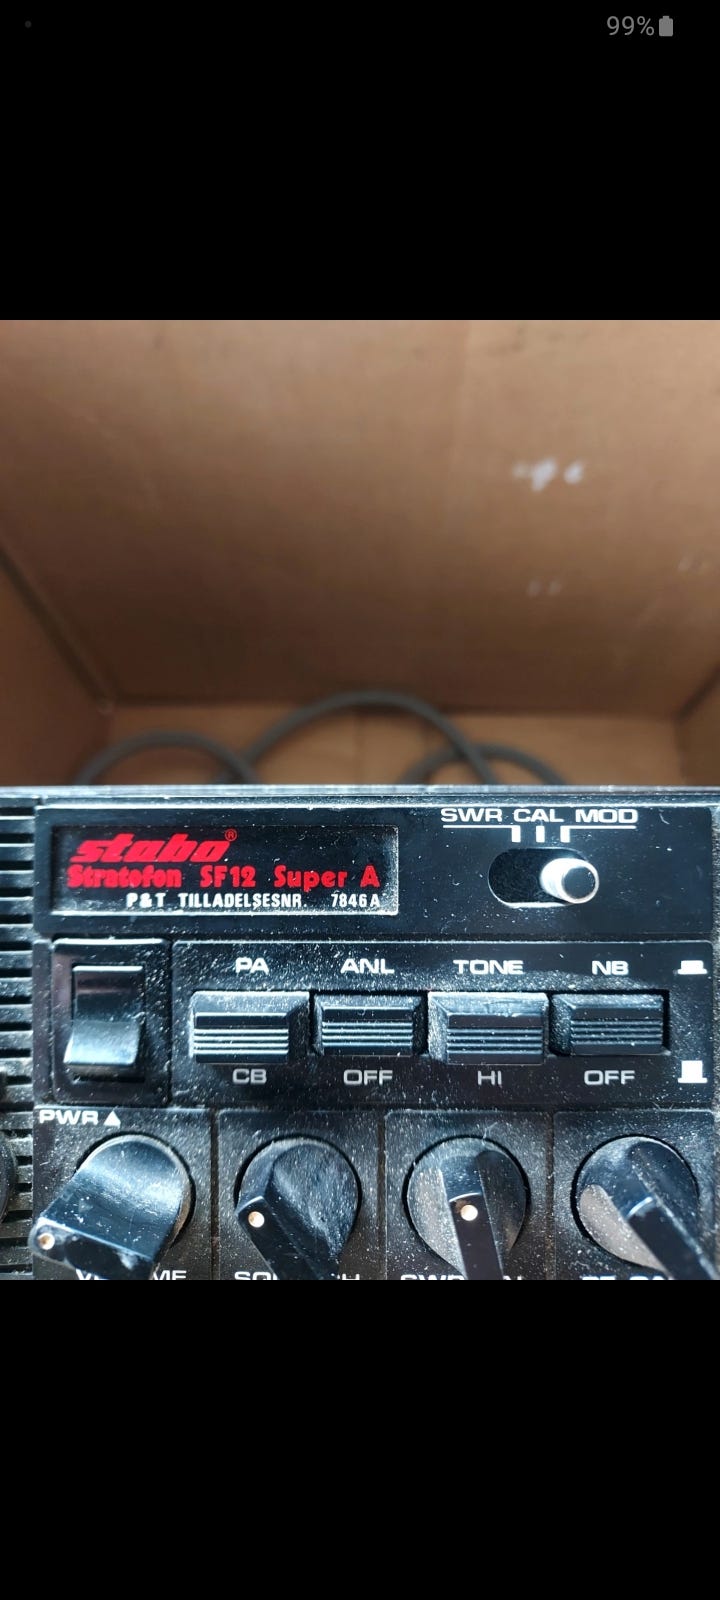 99%
stabo®
Stratofon SF12 Super A
P&T TILLADELSESNR. 7846A
SWR CAL MOD
PA ANL TONE NB
CB OFF HI OFF
PWR